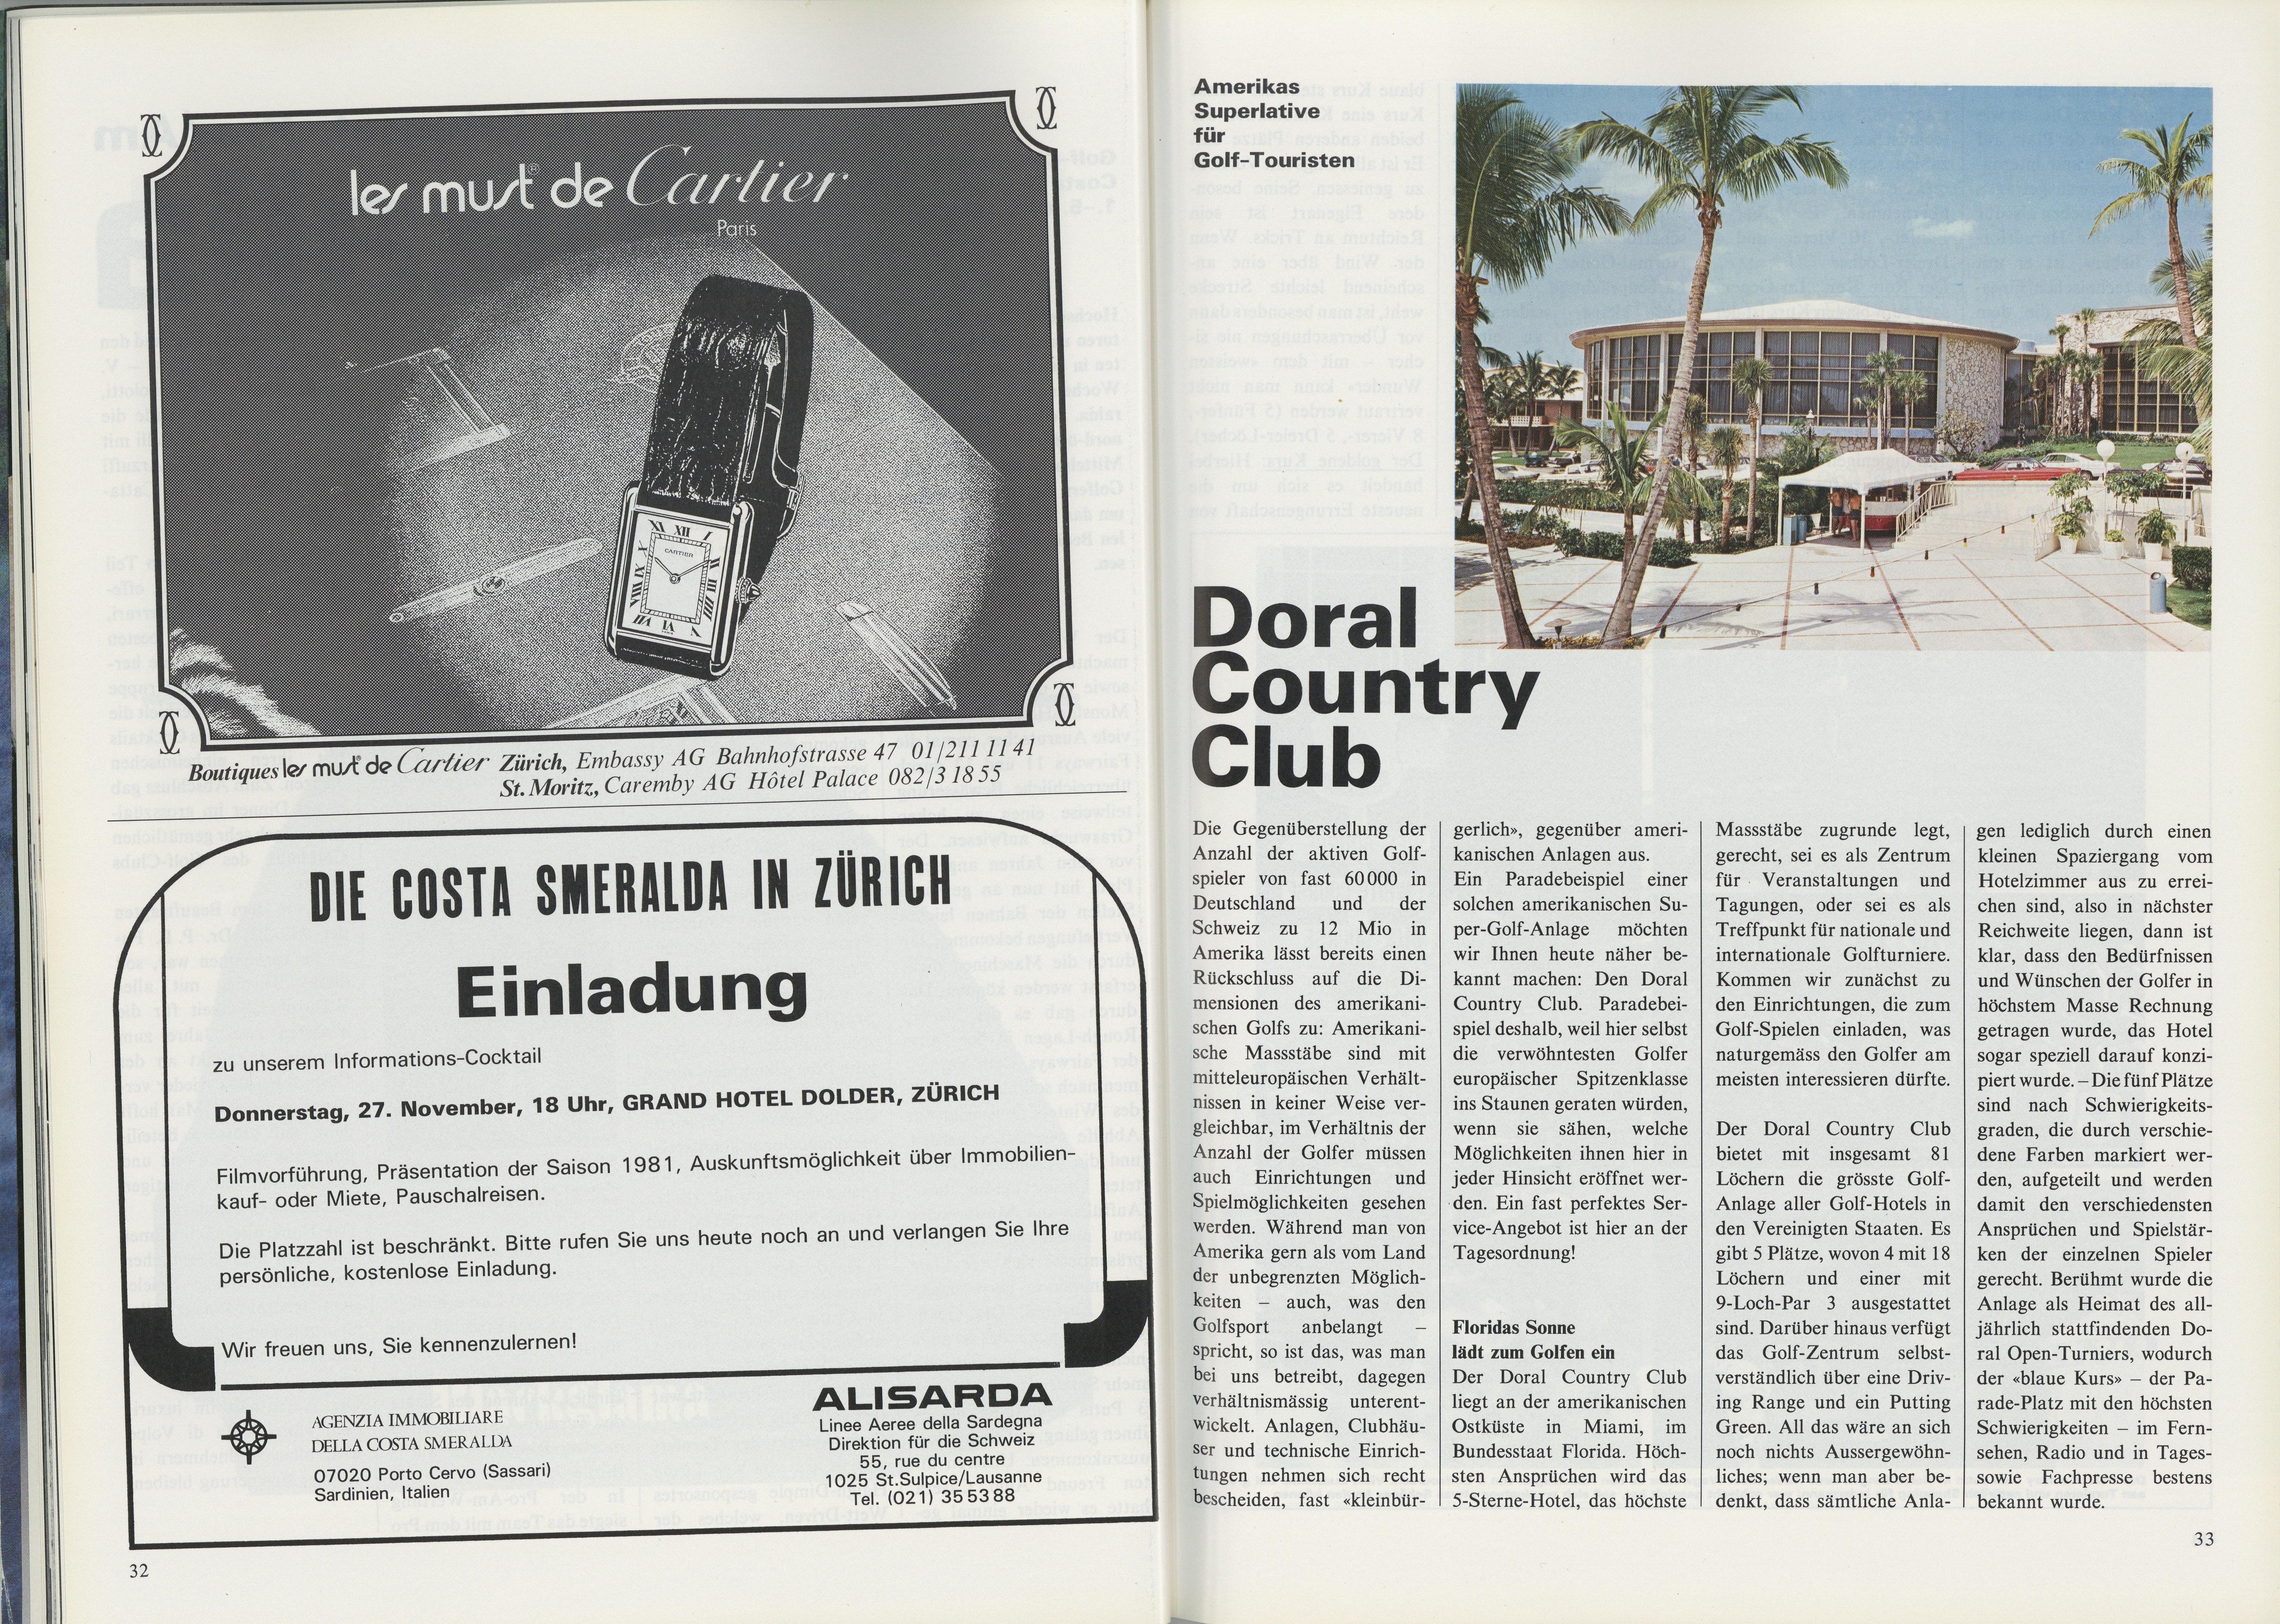 les must de Cartier
Paris
CARTIER
Boutiques les must de Cartier Zürich, Embassy AG Bahnhofstrasse 47 01/211 11 41
St. Moritz, Caremby AG Hôtel Palace 082/3 18 55
DIE COSTA SMERALDA IN ZÜRICH
Einladung
zu unserem Informations-Cocktail
Donnerstag, 27. November, 18 Uhr, GRAND HOTEL DOLDER, ZÜRICH
Filmvorführung, Präsentation der Saison 1981, Auskunftsmöglichkeit über Immobilien-
kauf- oder Miete, Pauschalreisen.
Die Platzzahl ist beschränkt. Bitte rufen Sie uns heute noch an und verlangen Sie Ihre
persönliche, kostenlose Einladung.
Wir freuen uns, Sie kennenzulernen!
AGENZIA IMMOBILIARE
DELLA COSTA SMERALDA
07020 Porto Cervo (Sassari)
Sardinien, Italien
ALISARDA
Linee Aeree della Sardegna
Direktion für die Schweiz
55, rue du centre
1025 St.Sulpice/Lausanne
Tel. (021) 35 53 88
32
Amerikas
Superlative
für
Golf-Touristen
Doral
Country
Club
Die Gegenüberstellung der
Anzahl der aktiven Golf-
spieler von fast 60 000 in
Deutschland und der
Schweiz zu 12 Mio in
Amerika lässt bereits einen
Rückschluss auf die Di-
mensionen des amerikani-
schen Golfs zu: Amerikani-
sche Massstäbe sind mit
mitteleuropäischen Verhält-
nissen in keiner Weise ver-
gleichbar, im Verhältnis der
Anzahl der Golfer müssen
auch Einrichtungen und
Spielmöglichkeiten gesehen
werden. Während man von
Amerika gern als vom Land
der unbegrenzten Möglich-
keiten – auch, was den
Golfsport anbelangt –
spricht, so ist das, was man
bei uns betreibt, dagegen
verhältnismässig unterent-
wickelt. Anlagen, Clubhäu-
ser und technische Einrich-
tungen nehmen sich recht
bescheiden, fast «kleinbür-
gerlich», gegenüber ameri-
kanischen Anlagen aus.
Ein Paradebeispiel einer
solchen amerikanischen Su-
per-Golf-Anlage möchten
wir Ihnen heute näher be-
kannt machen: Den Doral
Country Club. Paradebei-
spiel deshalb, weil hier selbst
die verwöhntesten Golfer
europäischer Spitzenklasse
ins Staunen geraten würden,
wenn sie sähen, welche
Möglichkeiten ihnen hier in
jeder Hinsicht eröffnet wer-
den. Ein fast perfektes Ser-
vice-Angebot ist hier an der
Tagesordnung!
Floridas Sonne
lädt zum Golfen ein
Der Doral Country Club
liegt an der amerikanischen
Ostküste in Miami, im
Bundesstaat Florida. Höch-
sten Ansprüchen wird das
5-Sterne-Hotel, das höchste
Massstäbe zugrunde legt,
gerecht, sei es als Zentrum
für Veranstaltungen und
Tagungen, oder sei es als
Treffpunkt für nationale und
internationale Golfturniere.
Kommen wir zunächst zu
den Einrichtungen, die zum
Golf-Spielen einladen, was
naturgemäss den Golfer am
meisten interessieren dürfte.
Der Doral Country Club
bietet mit insgesamt 81
Löchern die grösste Golf-
Anlage aller Golf-Hotels in
den Vereinigten Staaten. Es
gibt 5 Plätze, wovon 4 mit 18
Löchern und einer mit
9-Loch-Par 3 ausgestattet
sind. Darüber hinaus verfügt
das Golf-Zentrum selbst-
verständlich über eine Driv-
ing Range und ein Putting
Green. All das wäre an sich
noch nichts Aussergewöhn-
liches; wenn man aber be-
denkt, dass sämtliche Anla-
gen lediglich durch einen
kleinen Spaziergang vom
Hotelzimmer aus zu errei-
chen sind, also in nächster
Reichweite liegen, dann ist
klar, dass den Bedürfnissen
und Wünschen der Golfer in
höchstem Masse Rechnung
getragen wurde, das Hotel
sogar speziell darauf konzi-
piert wurde. – Die fünf Plätze
sind nach Schwierigkeits-
graden, die durch verschie-
dene Farben markiert wer-
den, aufgeteilt und werden
damit den verschiedensten
Ansprüchen und Spielstär-
ken der einzelnen Spieler
gerecht. Berühmt wurde die
Anlage als Heimat des all-
jährlich stattfindenden Do-
ral Open-Turniers, wodurch
der «blaue Kurs» – der Pa-
rade-Platz mit den höchsten
Schwierigkeiten – im Fern-
sehen, Radio und in Tages-
sowie Fachpresse bestens
bekannt wurde.
33